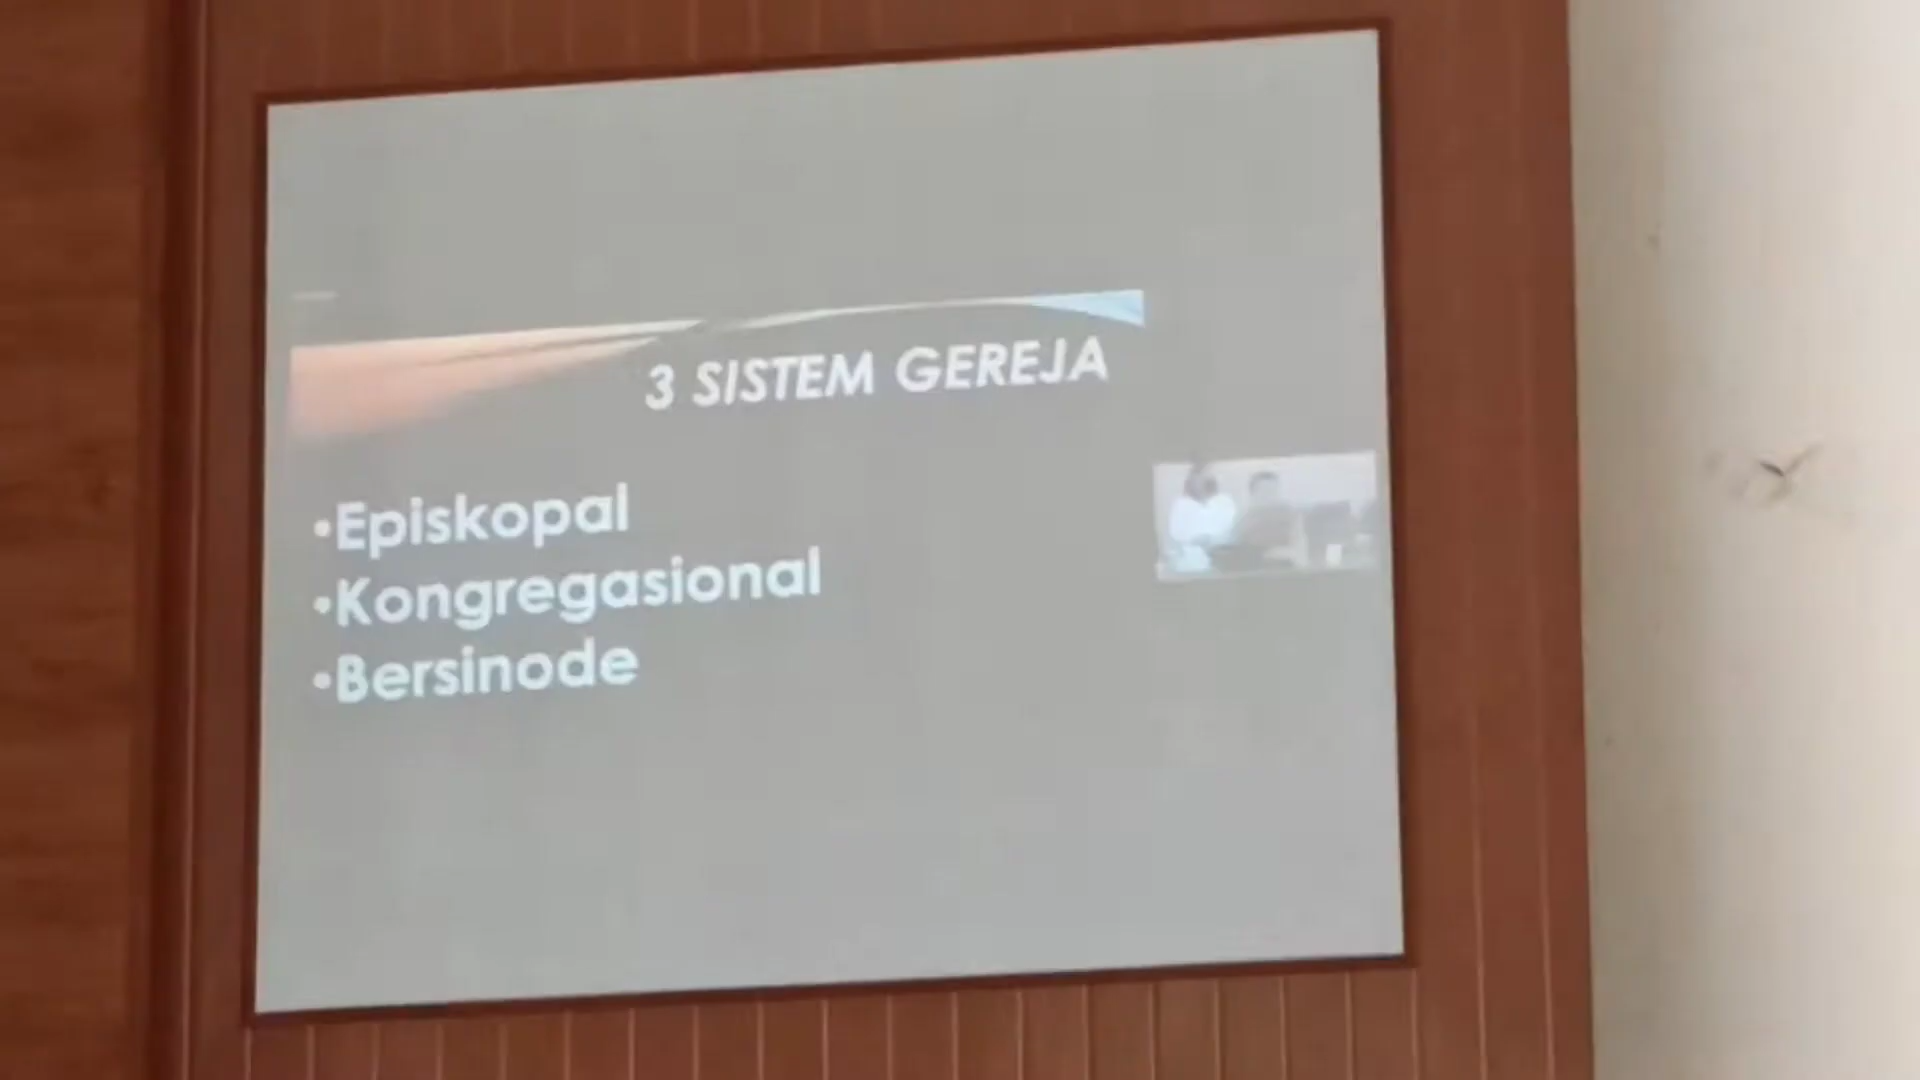 3 SISTEM GEREJA
•Episkopal
•Kongregasional
•Bersinode